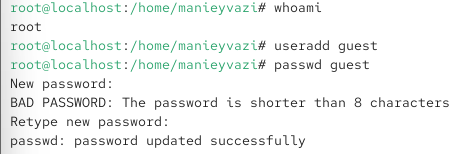 root@localhost:/home/manieyvazi# whoami
root
root@localhost:/home/manieyvazi# useradd guest
root@localhost:/home/manieyvazi# passwd guest
New password:
BAD PASSWORD: The password is shorter than 8 characters
Retype new password:
passwd: password updated successfully